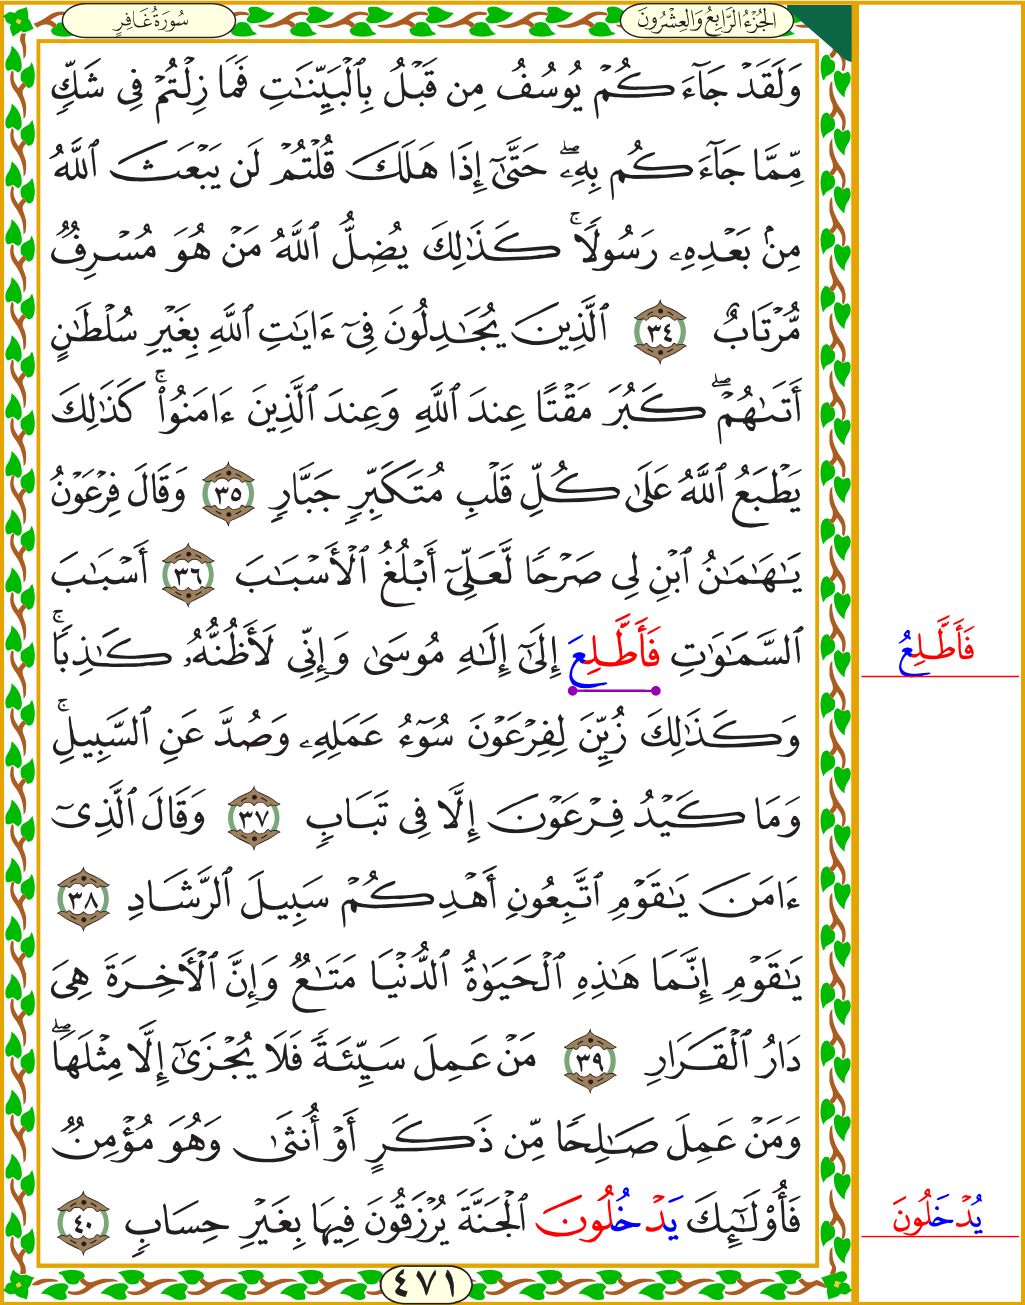 الجُزْءُ الرَّابِعُ وَالعِشْرُونَ
سُورَةُ غَافِرٍ
وَلَقَدْ جَآءَكُمْ يُوسُفُ مِن قَبْلُ بِٱلْبَيِّنَٰتِ فَمَا زِلْتُمْ فِى شَكٍّ
مِّمَّا جَآءَكُم بِهِۦۖ حَتَّىٰٓ إِذَا هَلَكَ قُلْتُمْ لَن يَبْعَثَ ٱللَّهُ
مِنۢ بَعْدِهِۦ رَسُولًاۚ كَذَٰلِكَ يُضِلُّ ٱللَّهُ مَنْ هُوَ مُسْرِفٌ
مُّرْتَابٌ ٣٤ ٱلَّذِينَ يُجَٰدِلُونَ فِىٓ ءَايَٰتِ ٱللَّهِ بِغَيْرِ سُلْطَٰنٍ
أَتَىٰهُمْۖ كَبُرَ مَقْتًا عِندَ ٱللَّهِ وَعِندَ ٱلَّذِينَ ءَامَنُوا۟ۚ كَذَٰلِكَ
يَطْبَعُ ٱللَّهُ عَلَىٰ كُلِّ قَلْبِ مُتَكَبِّرٍ جَبَّارٍ ٣٥ وَقَالَ فِرْعَوْنُ
يَٰهَٰمَٰنُ ٱبْنِ لِى صَرْحًا لَّعَلِّىٓ أَبْلُغُ ٱلْأَسْبَٰبَ ٣٦ أَسْبَٰبَ
ٱلسَّمَٰوَٰتِ فَأَطَّلِعَ إِلَىٰٓ إِلَٰهِ مُوسَىٰ وَإِنِّى لَأَظُنُّهُۥ كَٰذِبًاۚ
فَأَطَّلِعُ
وَكَذَٰلِكَ زُيِّنَ لِفِرْعَوْنَ سُوٓءُ عَمَلِهِۦ وَصُدَّ عَنِ ٱلسَّبِيلِۚ
وَمَا كَيْدُ فِرْعَوْنَ إِلَّا فِى تَبَابٍ ٣٧ وَقَالَ ٱلَّذِىٓ
ءَامَنَ يَٰقَوْمِ ٱتَّبِعُونِ أَهْدِكُمْ سَبِيلَ ٱلرَّشَادِ ٣٨
يَٰقَوْمِ إِنَّمَا هَٰذِهِ ٱلْحَيَوٰةُ ٱلدُّنْيَا مَتَٰعٌ وَإِنَّ ٱلْأَخِرَةَ هِىَ
دَارُ ٱلْقَرَارِ ٣٩ مَنْ عَمِلَ سَيِّئَةً فَلَا يُجْزَىٰٓ إِلَّا مِثْلَهَاۖ
وَمَنْ عَمِلَ صَٰلِحًا مِّن ذَكَرٍ أَوْ أُنثَىٰ وَهُوَ مُؤْمِنٌ
فَأُو۟لَٰٓئِكَ يَدْخُلُونَ ٱلْجَنَّةَ يُرْزَقُونَ فِيهَا بِغَيْرِ حِسَابٍ ٤٠
يُدْخَلُونَ
٤٧١